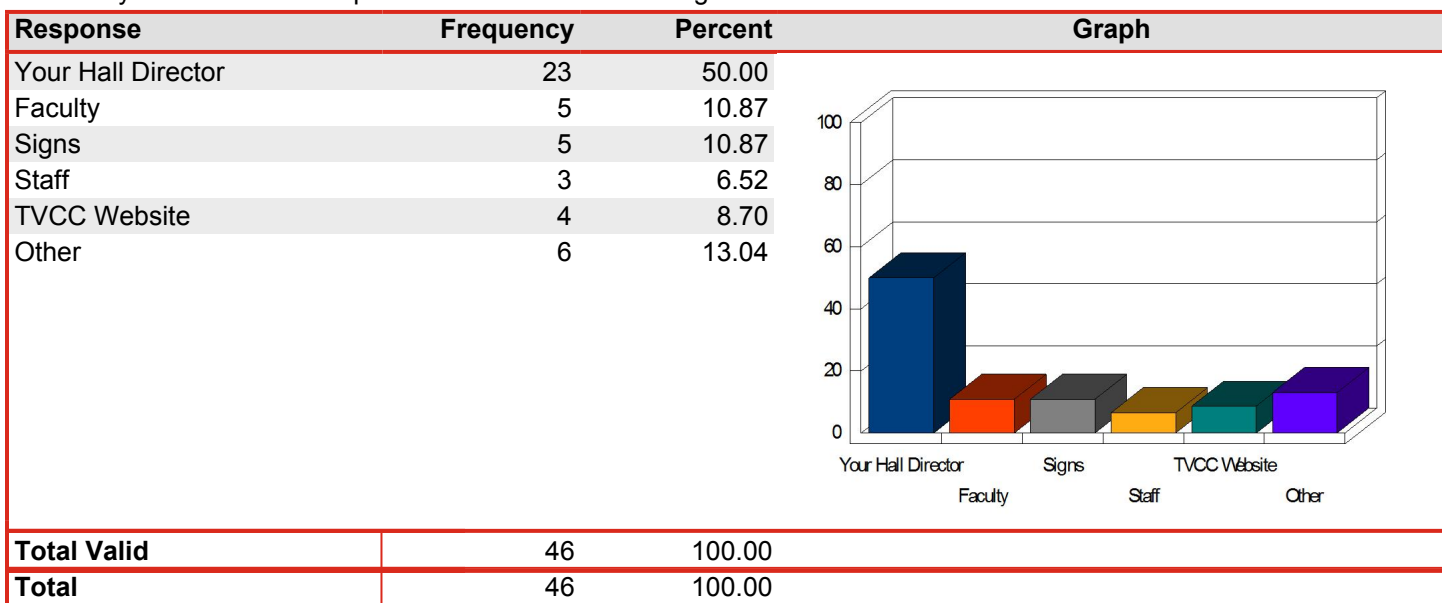 Response Frequency Percent Graph
Your Hall Director 23 50.00
Faculty 5 10.87
Signs 5 10.87
Staff 3 6.52
TVCC Website 4 8.70
Other 6 13.04
100
80
60
40
20
0
Your Hall Director Signs TVCC Website
Faculty Staff Other
Total Valid 46 100.00
Total 46 100.00